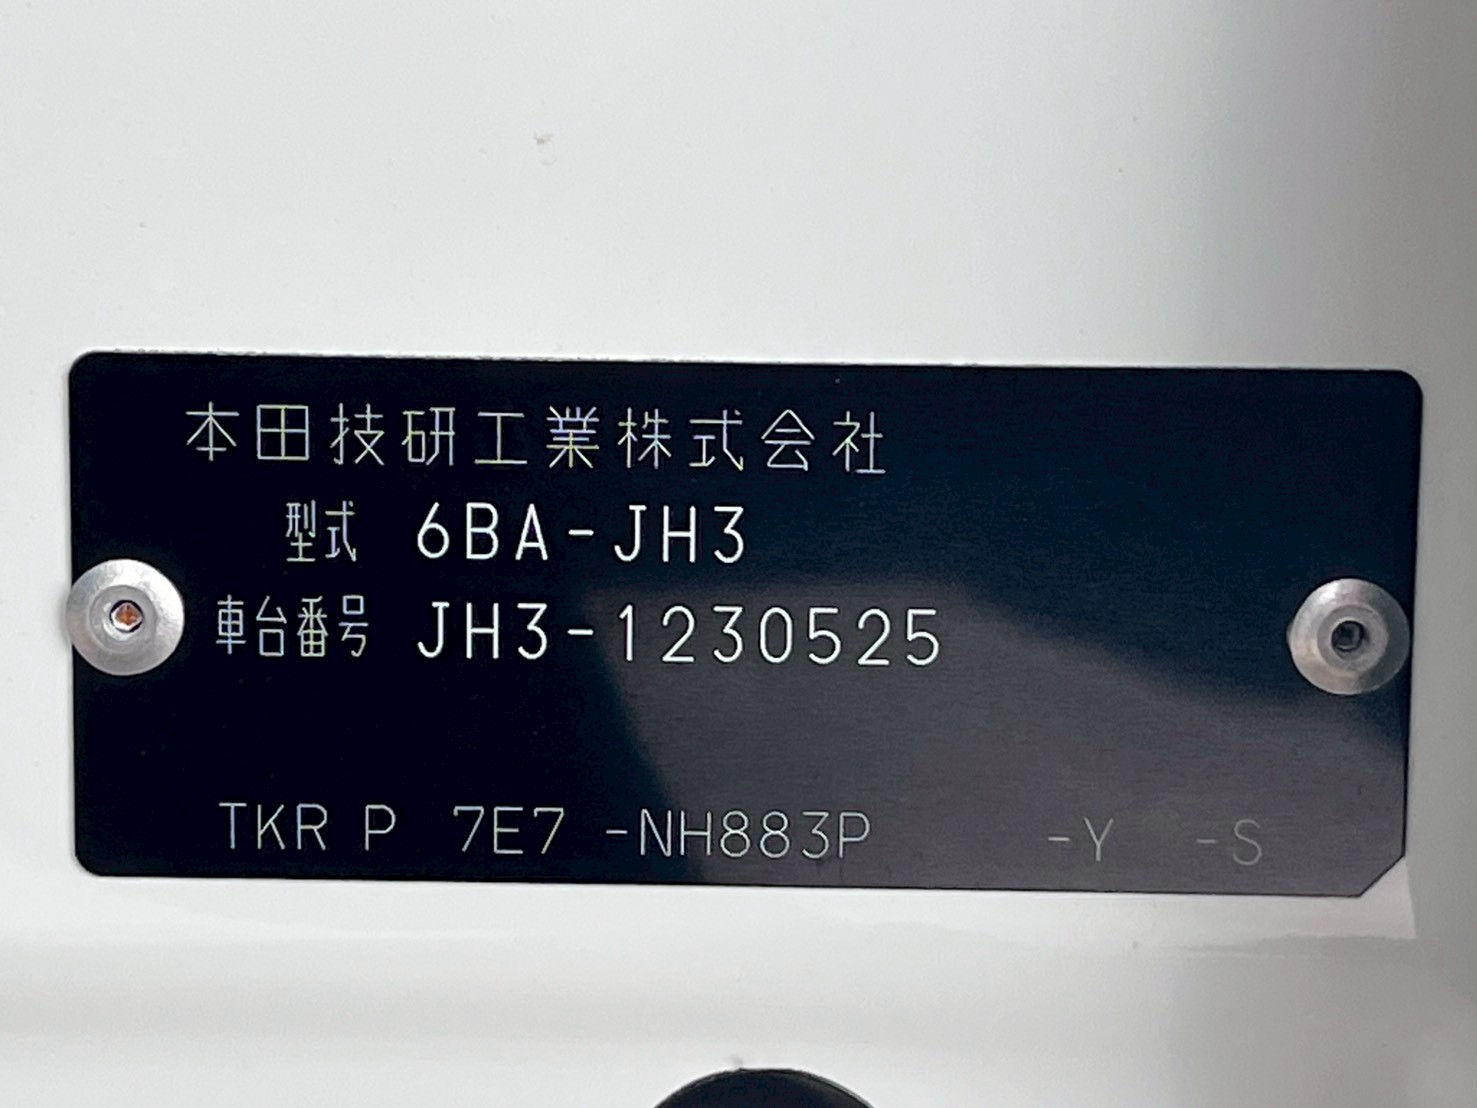 本田技研工業株式会社
型式 6BA-JH3
車台番号 JH3-1230525
TKR P 7E7 -NH883P -Y -S